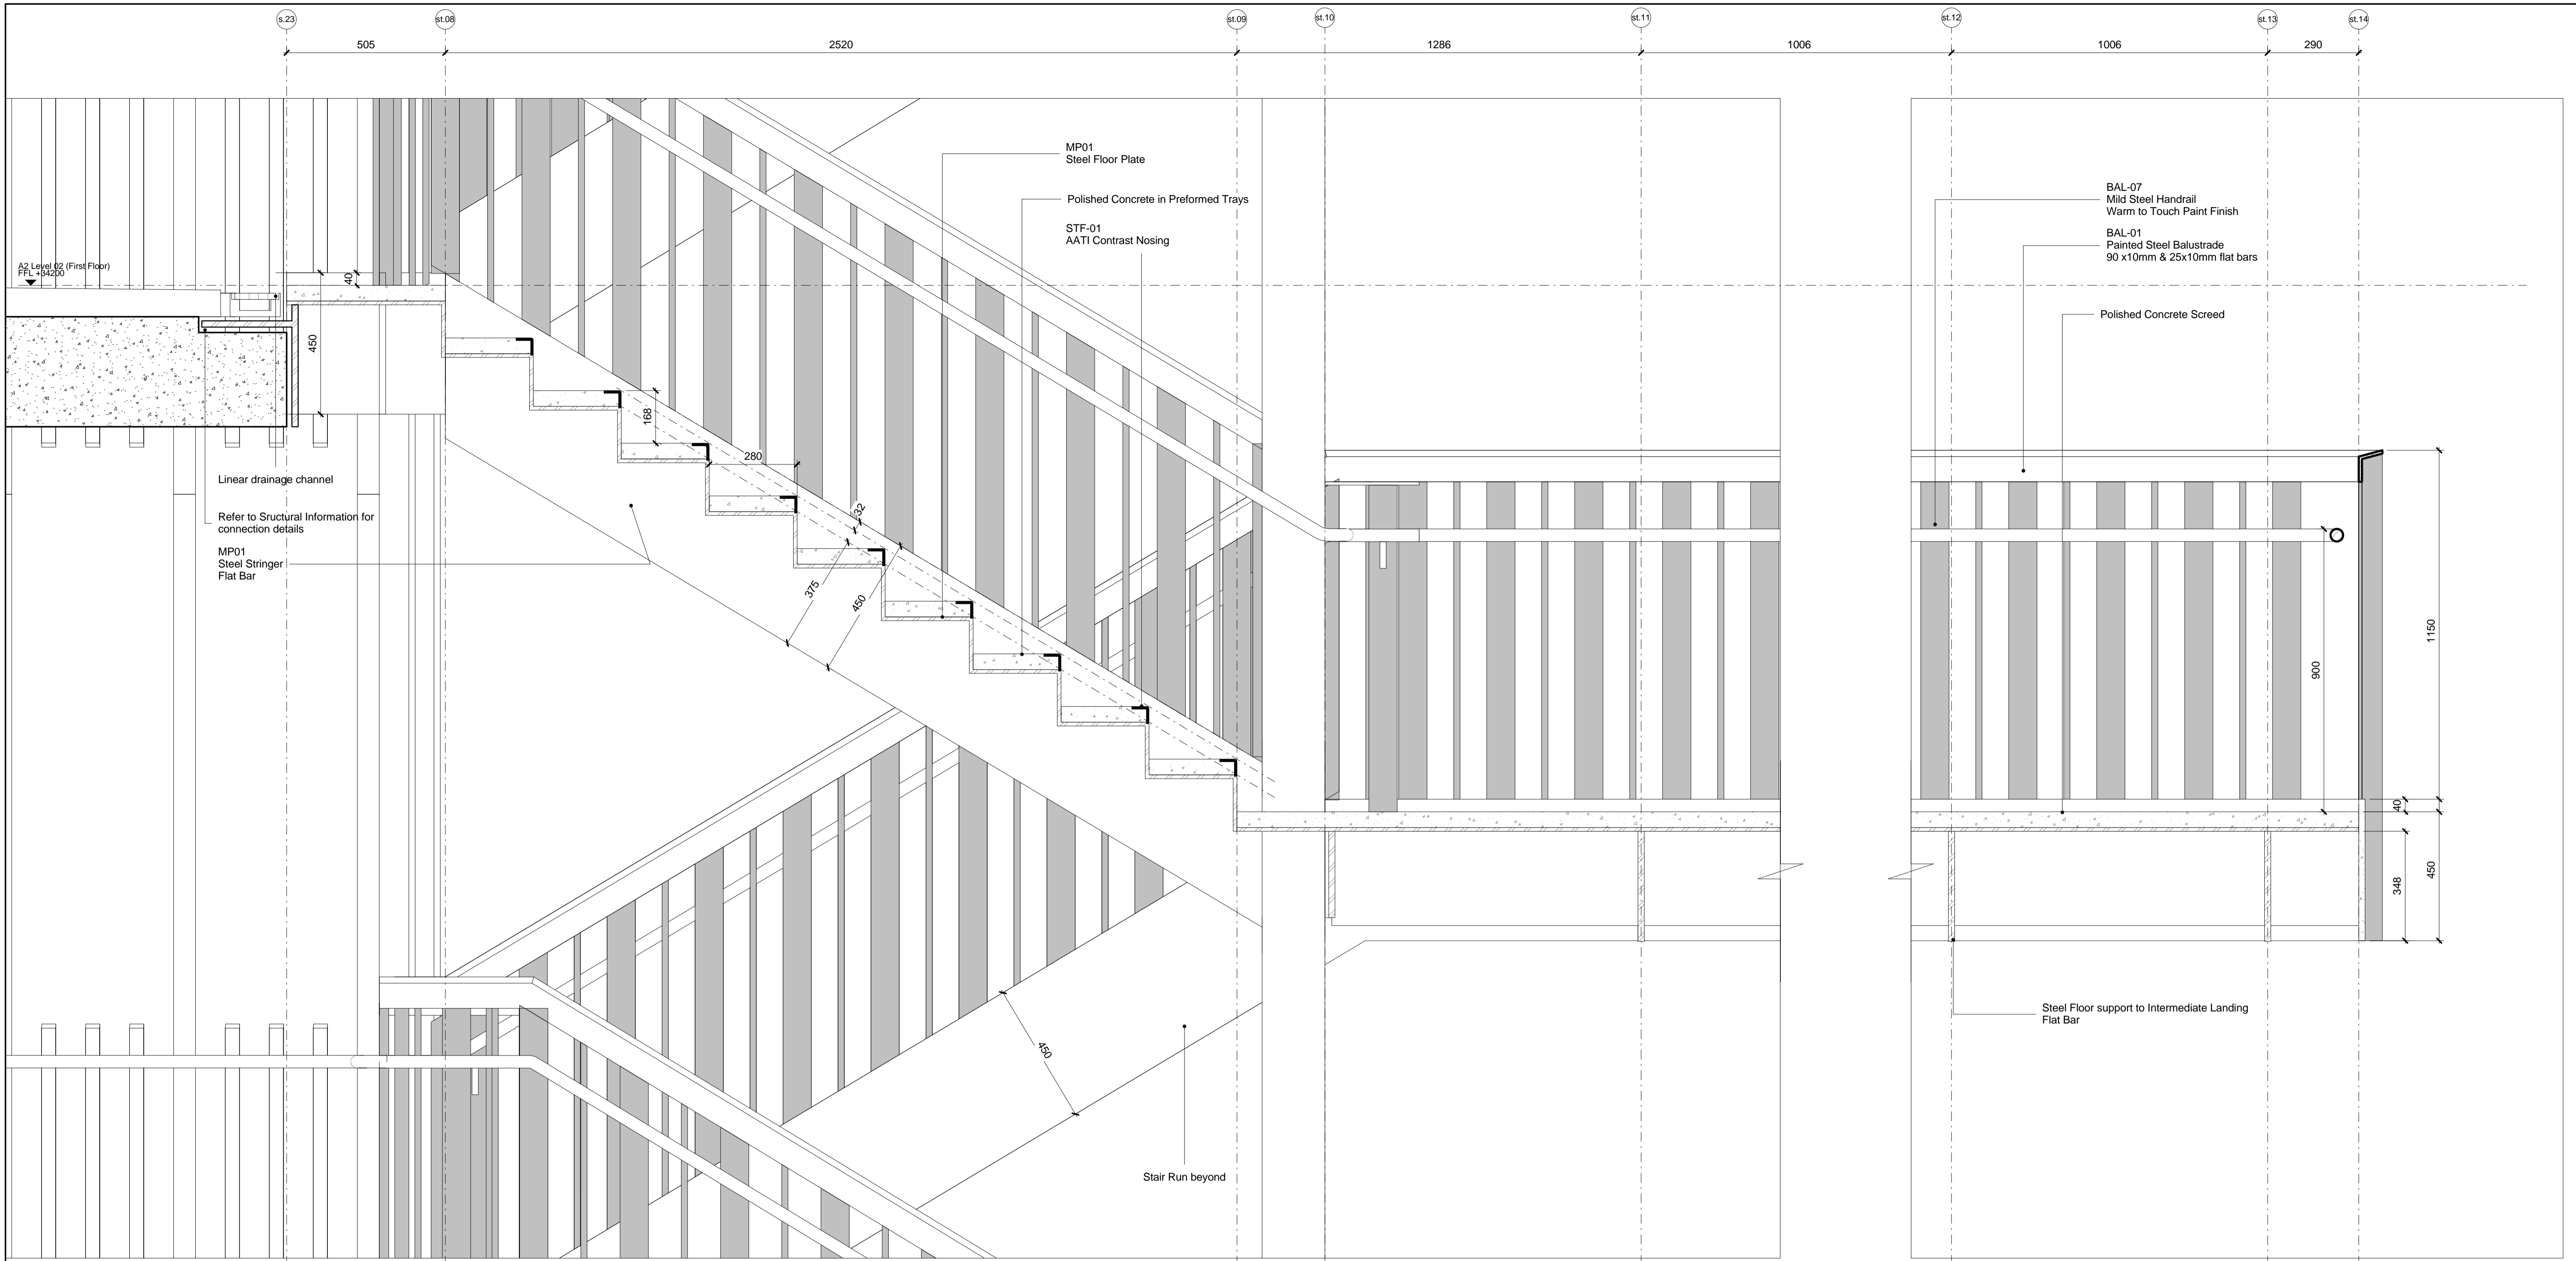 s.23
st.08
st.09
st.10
st.11
st.12
st.13
st.14
505
2520
1286
1006
1006
290
MP01
Steel Floor Plate
Polished Concrete in Preformed Trays
STF-01
AATI Contrast Nosing
BAL-07
Mild Steel Handrail
Warm to Touch Paint Finish
BAL-01
Painted Steel Balustrade
90 x10mm & 25x10mm flat bars
Polished Concrete Screed
A2 Level 02 (First Floor)
FFL +34200
40
450
168
280
32
375
450
Linear drainage channel
Refer to Sructural Information for
connection details
MP01
Steel Stringer
Flat Bar
1150
900
40
450
348
Steel Floor support to Intermediate Landing
Flat Bar
450
Stair Run beyond